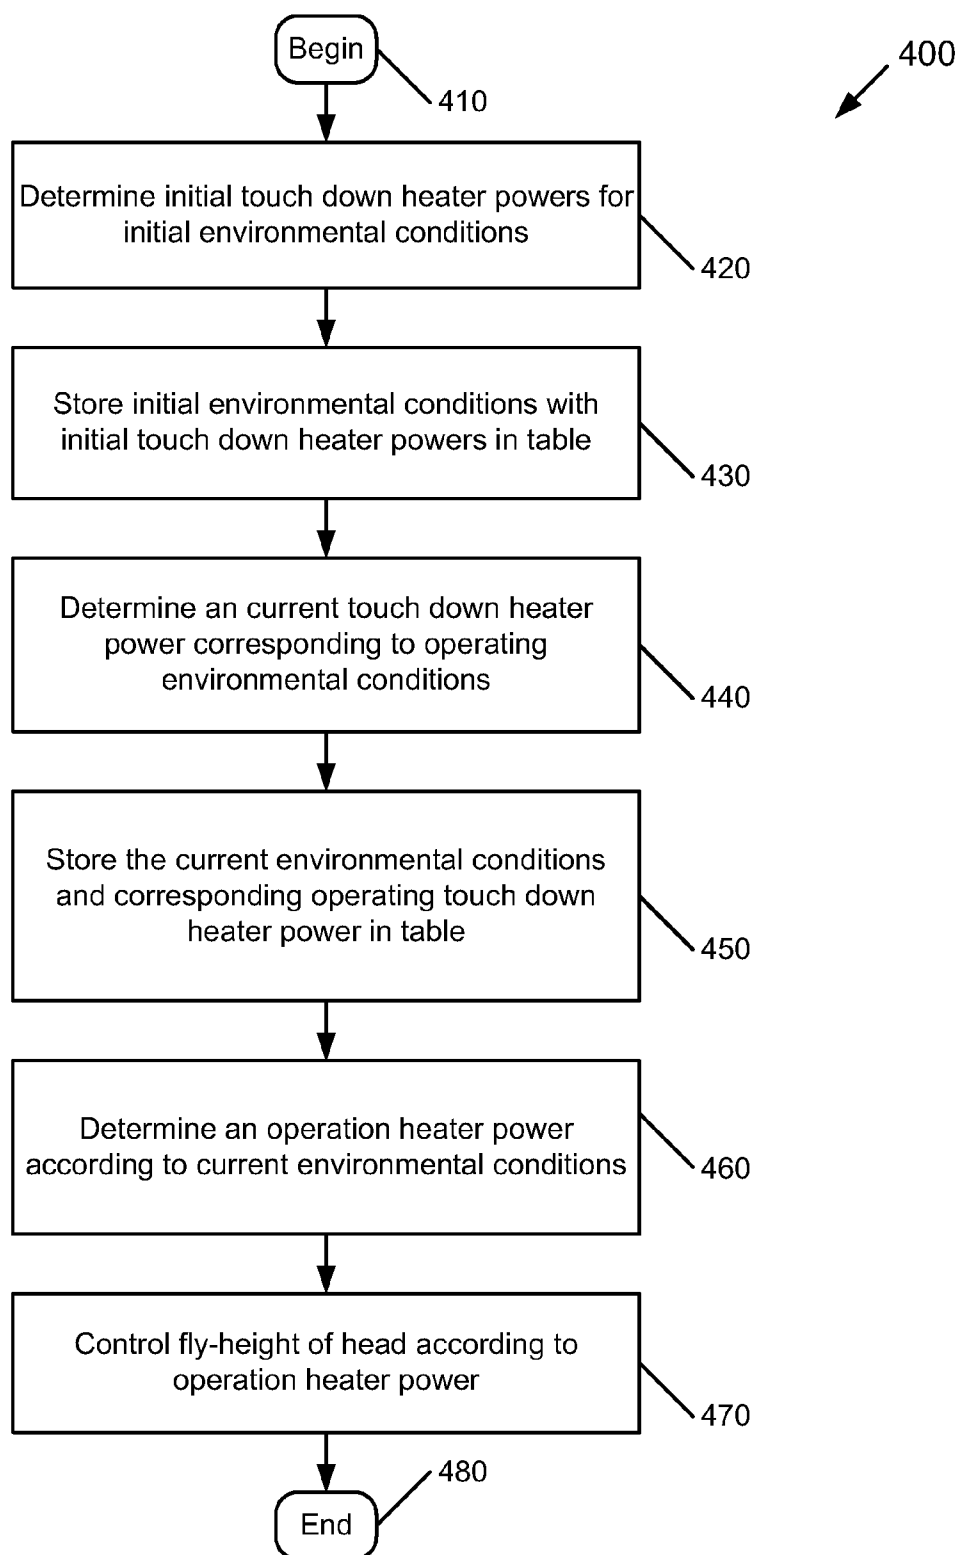 Begin
400
410
Determine initial touch down heater powers for
initial environmental conditions
420
Store initial environmental conditions with
initial touch down heater powers in table
430
Determine an current touch down heater
power corresponding to operating
environmental conditions
440
Store the current environmental conditions
and corresponding operating touch down
heater power in table
450
Determine an operation heater power
according to current environmental conditions
460
Control fly-height of head according to
operation heater power
470
480
End